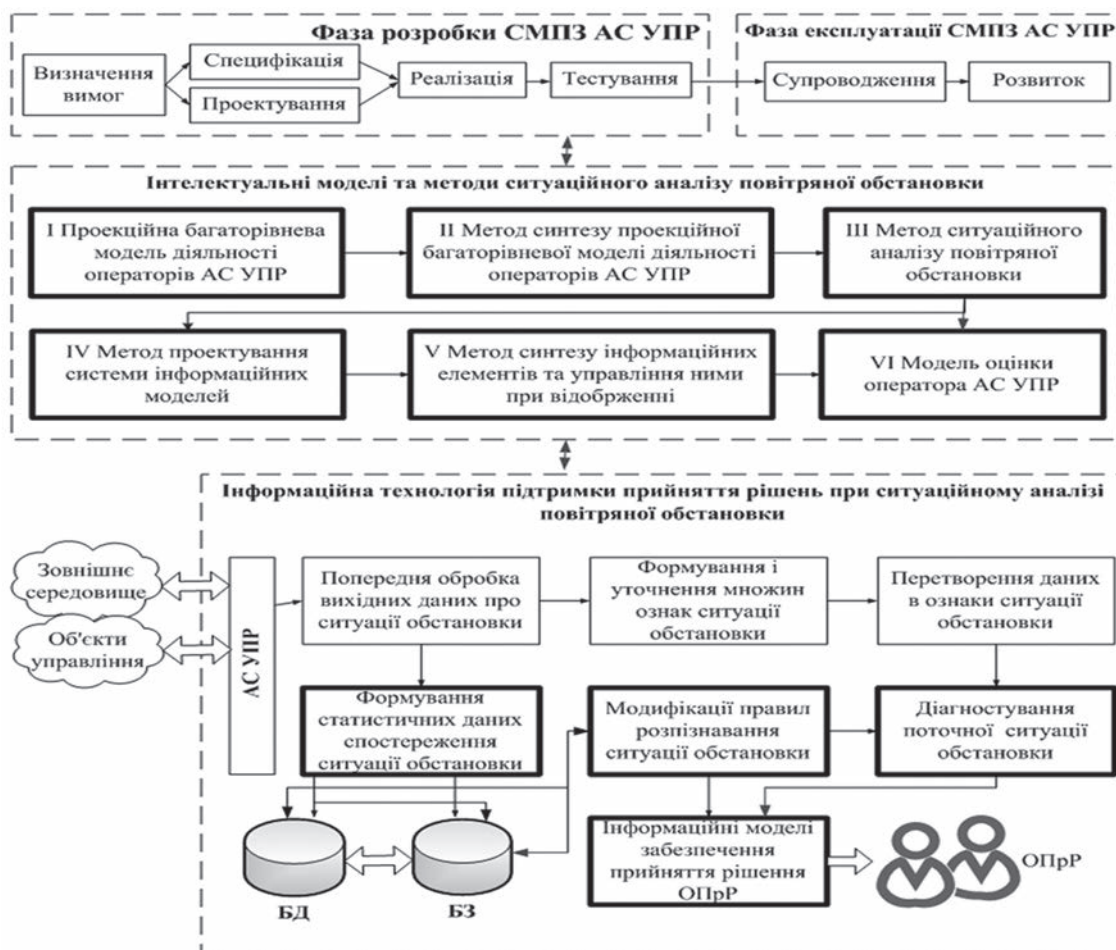 Фаза розробки СМПЗ АС УПР
Визначення
вимог
Специфікація
Проектування
Реалізація
Тестування
Фаза експлуатації СМПЗ АС УПР
Супроводження
Розвиток
Інтелектуальні моделі та методи ситуаційного аналізу повітряної обстановки
I Проекційна багаторівнева
модель діяльності
операторів АС УПР
II Метод синтезу проекційної
багаторівневої моделі діяльності
операторів АС УПР
III Метод ситуаційного
аналізу повітряної
обстановки
IV Метод проектування
системи інформаційних
моделей
V Метод синтезу інформаційних
елементів та управління ними
при відобрженні
VI Модель оцінки
оператора АС УПР
Інформаційна технологія підтримки прийняття рішень при ситуаційному аналізі
повітряної обстановки
Зовнішнє
середовище
Об'єкти
управління
АС УПР
Попередня обробка
вихідних даних про
ситуації обстановки
Формування і
уточнення множин
ознак ситуації
обстановки
Перетворення даних
в ознаки ситуації
обстановки
Формування
статистичних даних
спостереження
ситуації обстановки
Модифікації правил
розпізнавання
ситуації обстановки
Діагностування
поточної ситуації
обстановки
БД
БЗ
Інформаційні моделі
забезпечення
прийняття рішення
ОПрР
ОПрР